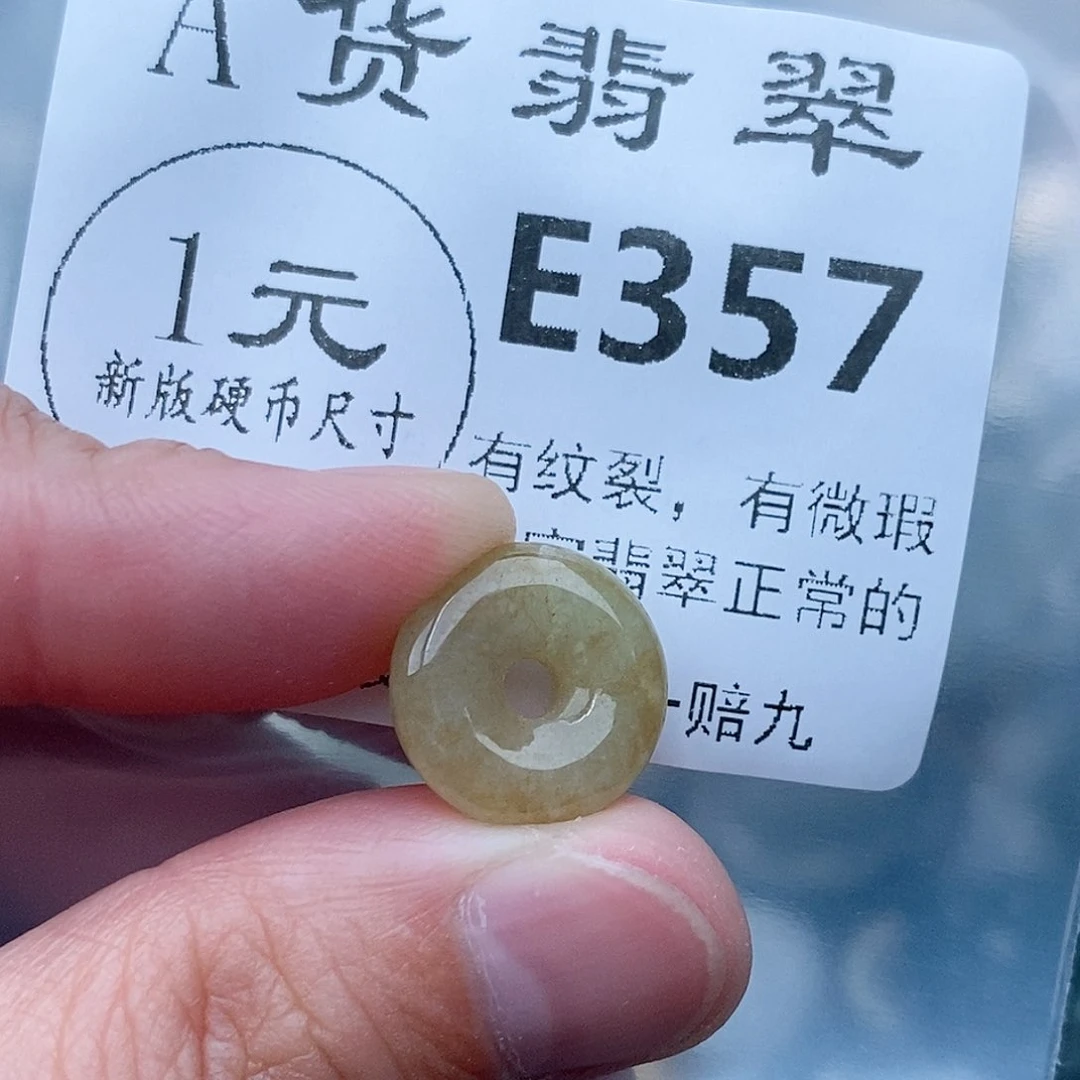 A货翡翠
1元
新版硬币尺寸
E357
有纹裂，有微瑕
翡翠正常的
一赔九